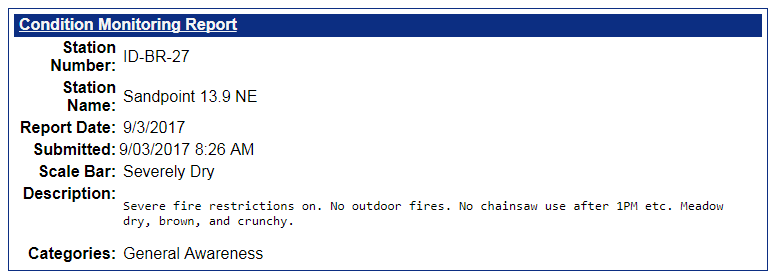 Condition Monitoring Report
Station Number: ID-BR-27
Station Name: Sandpoint 13.9 NE
Report Date: 9/3/2017
Submitted: 9/03/2017 8:26 AM
Scale Bar: Severely Dry
Description:
Severe fire restrictions on. No outdoor fires. No chainsaw use after 1PM etc. Meadow
dry, brown, and crunchy.
Categories: General Awareness